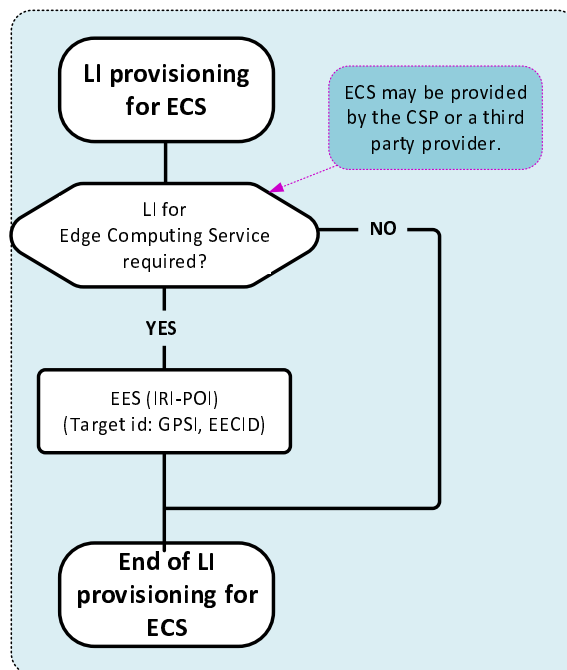 LI provisioning
for ECS
ECS may be provided
by the CSP or a third
party provider.
LI for
Edge Computing Service
required?
NO
YES
EES (IRI-POI)
(Target id: GPSI, EECID)
End of LI
provisioning for
ECS